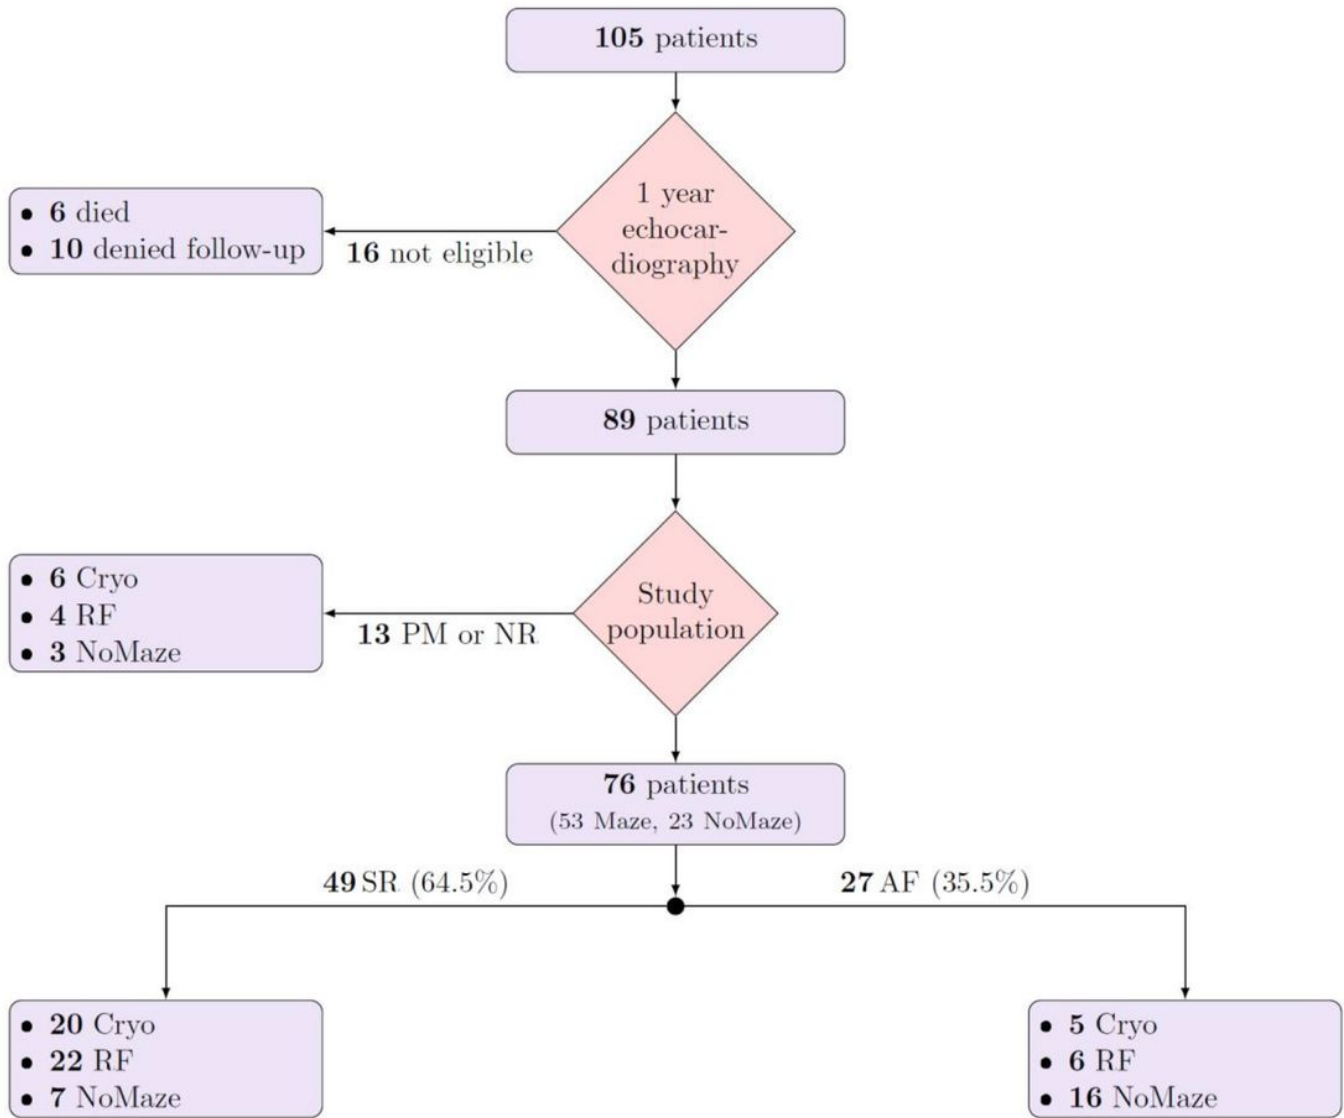 105 patients
1 year
echocar-
diography
• 6 died
• 10 denied follow-up
16 not eligible
89 patients
Study
population
• 6 Cryo
• 4 RF
• 3 NoMaze
13 PM or NR
76 patients
(53 Maze, 23 NoMaze)
49 SR (64.5%)
27 AF (35.5%)
• 20 Cryo
• 22 RF
• 7 NoMaze
• 5 Cryo
• 6 RF
• 16 NoMaze